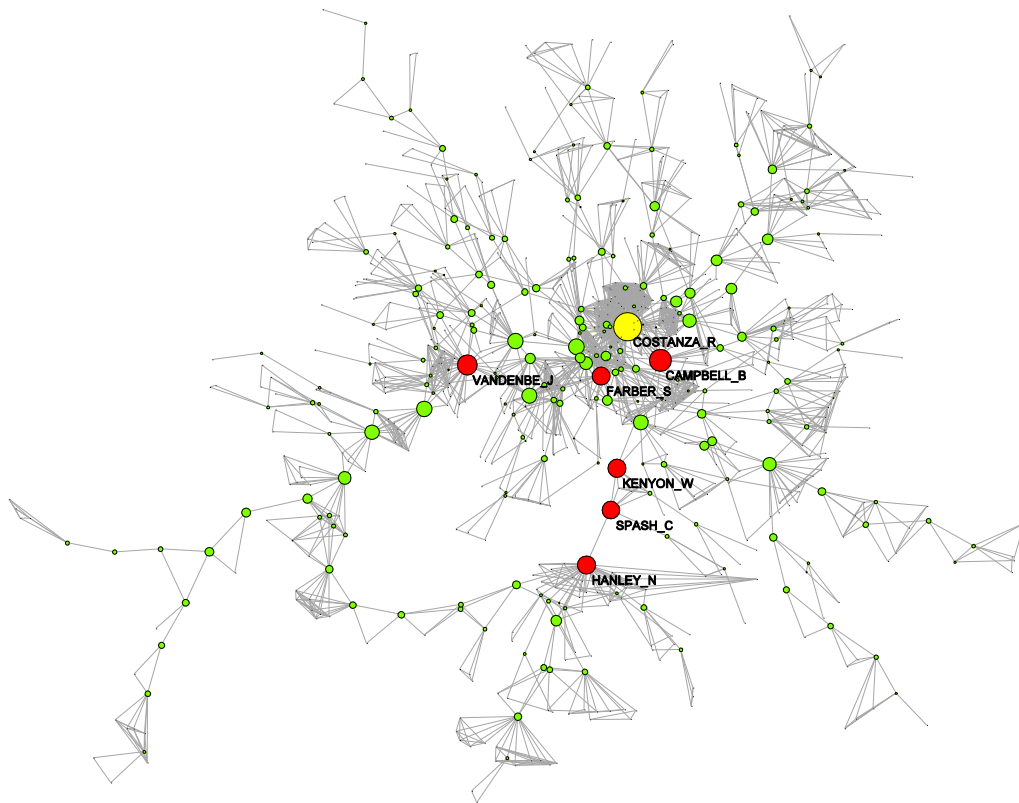 COSTANZA_R
CAMPBELL_B
VANDENBE_J
FARBER_S
KENYON_W
SPASH_C
HANLEY_N